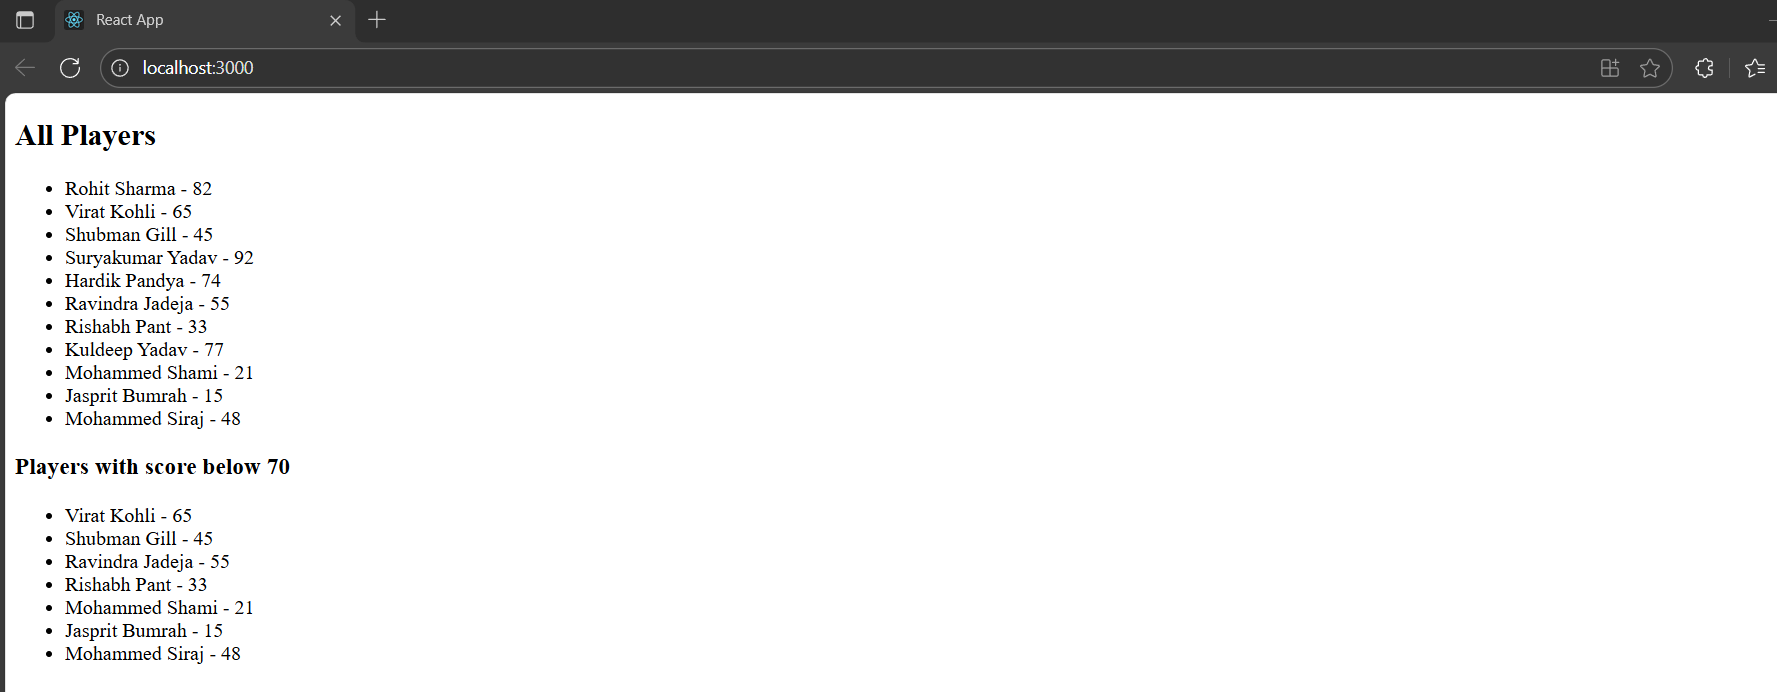 React App
localhost:3000
All Players
Rohit Sharma - 82
Virat Kohli - 65
Shubman Gill - 45
Suryakumar Yadav - 92
Hardik Pandya - 74
Ravindra Jadeja - 55
Rishabh Pant - 33
Kuldeep Yadav - 77
Mohammed Shami - 21
Jasprit Bumrah - 15
Mohammed Siraj - 48
Players with score below 70
Virat Kohli - 65
Shubman Gill - 45
Ravindra Jadeja - 55
Rishabh Pant - 33
Mohammed Shami - 21
Jasprit Bumrah - 15
Mohammed Siraj - 48